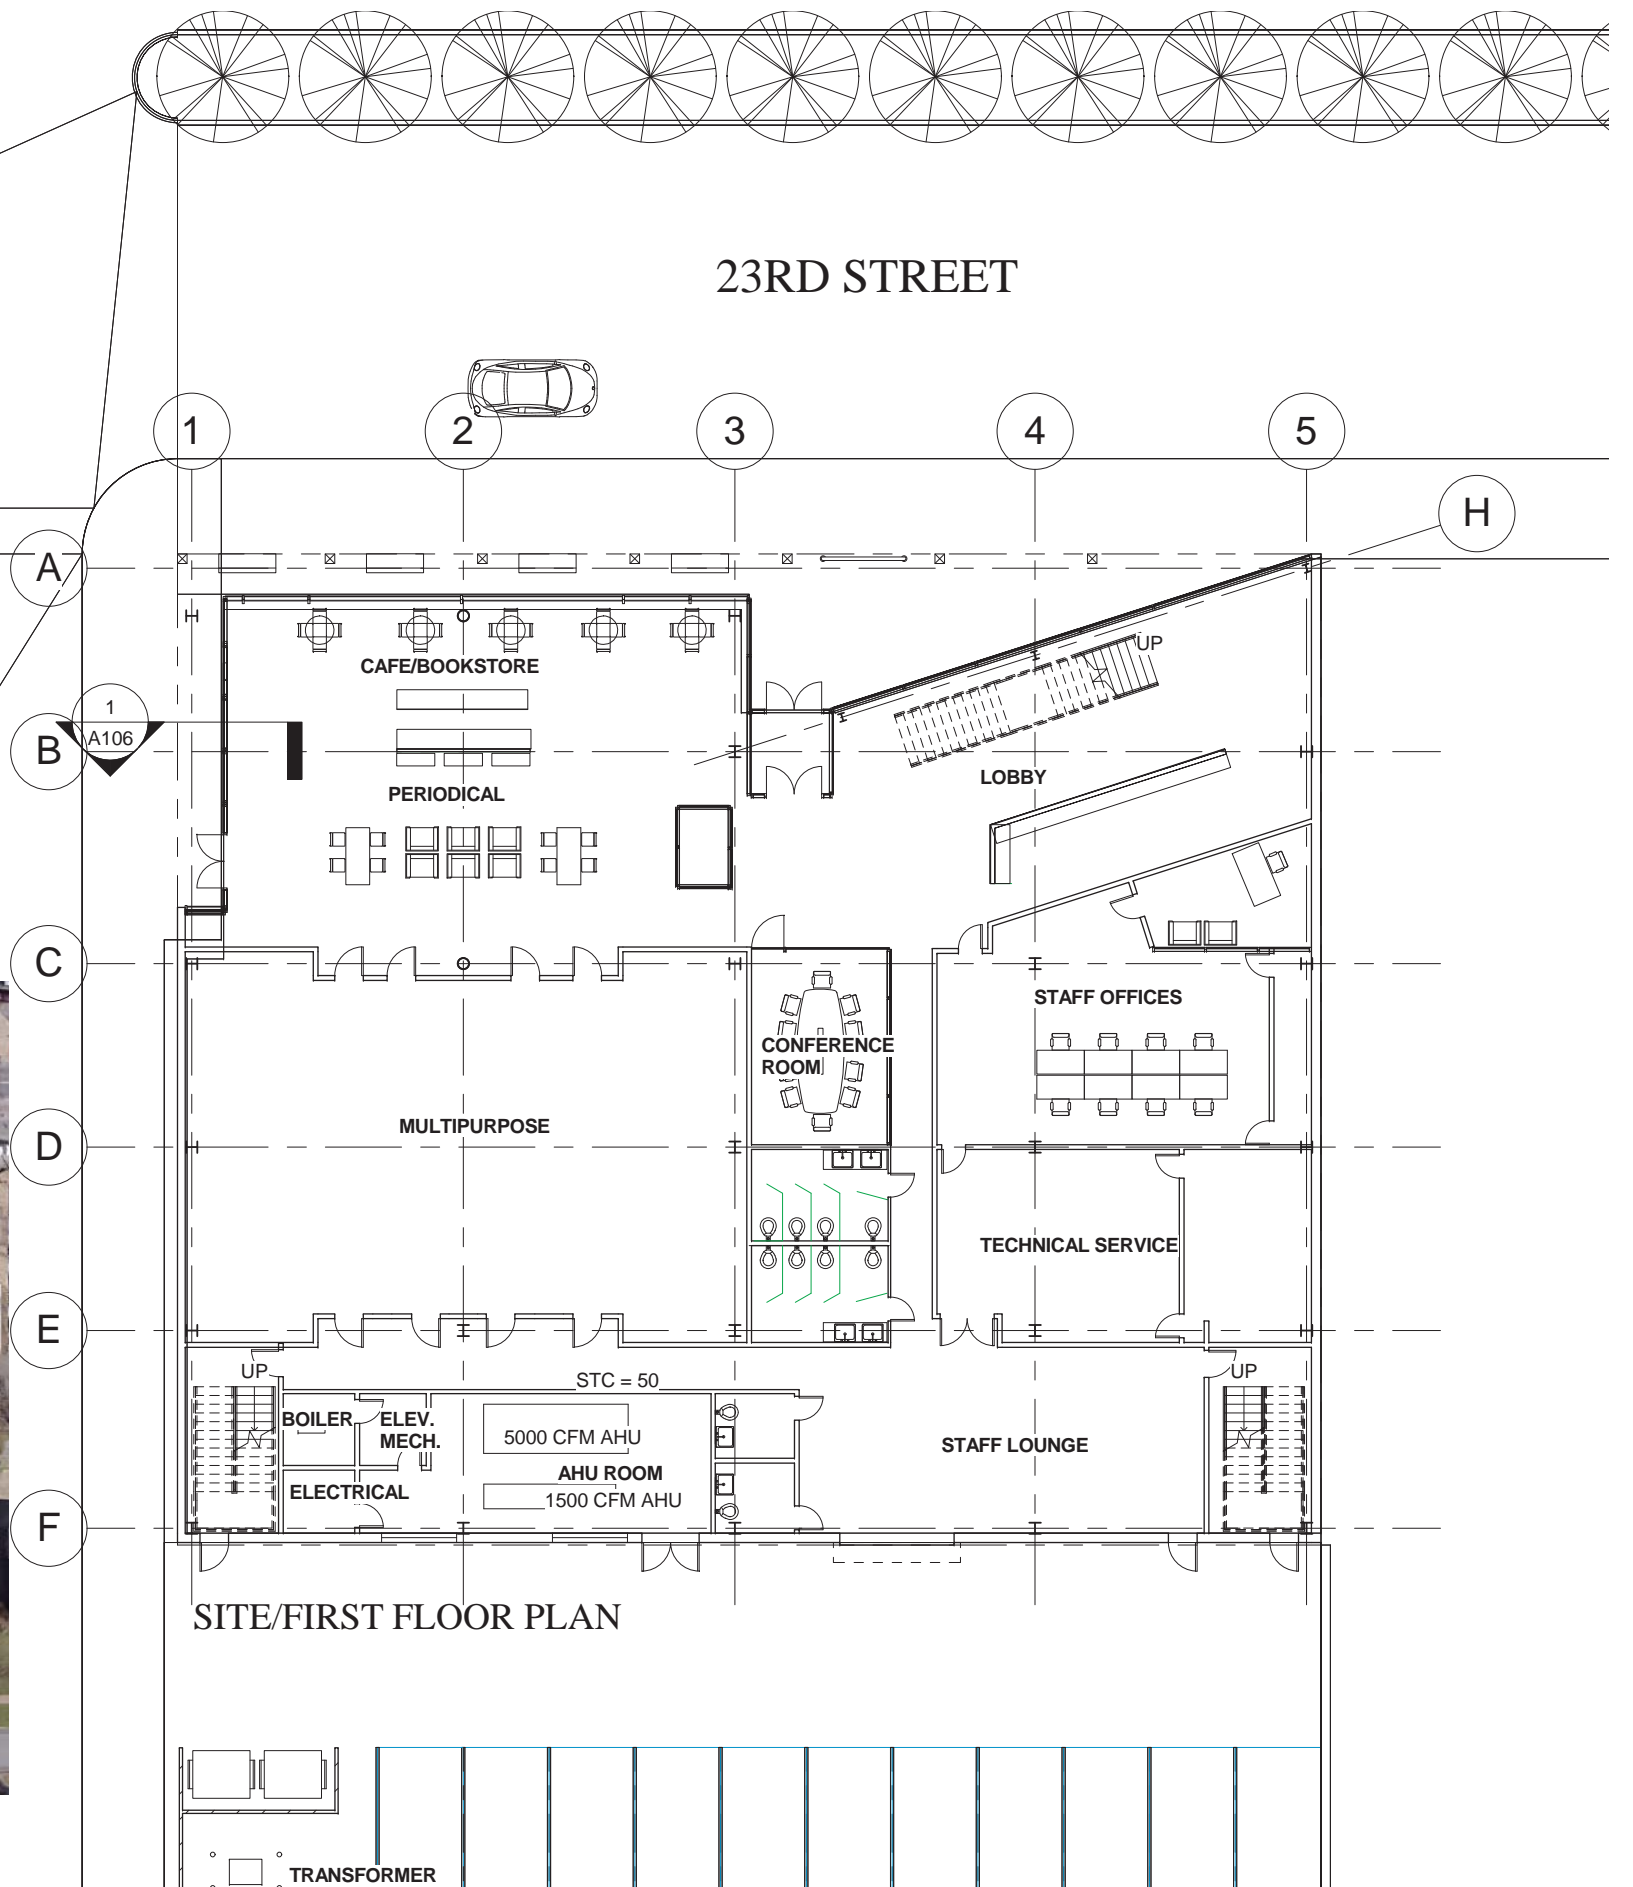 23RD STREET
1
2
3
4
5
H
A
UP
CAFE/BOOKSTORE
1
A106
B
LOBBY
PERIODICAL
C
STAFF OFFICES
CONFERENCE
ROOM
MULTIPURPOSE
D
TECHNICAL SERVICE
E
UP
STC = 50
UP
BOILER
ELEV.
MECH.
5000 CFM AHU
STAFF LOUNGE
AHU ROOM
ELECTRICAL
1500 CFM AHU
F
SITE/FIRST FLOOR PLAN
TRANSFORMER